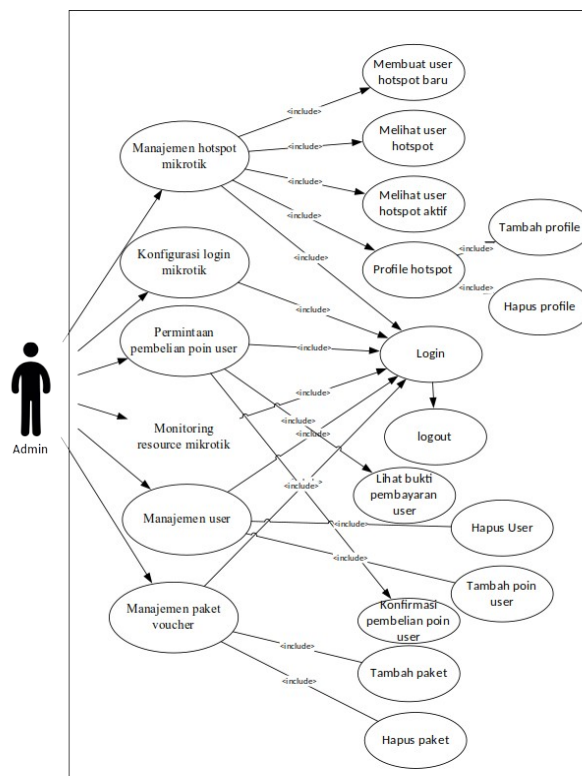 Membuat user
hotspot baru
<include>
Manajemen hotspot
mikrotik
<include>
Melihat user
hotspot
<include>
Melihat user
hotspot aktif
<include>
Profile hotspot
<include>
Tambah profile
<include>
Hapus profile
<include>
Konfigurasi login
mikrotik
<include>
Permintaan
pembelian poin user
<include>
Login
<include>
Monitoring
resource mikrotik
<include>
logout
Admin
<include>
<include>
Lihat bukti
pembayaran
user
Manajemen user
<include>
Hapus User
<include>
Tambah poin
user
Manajemen paket
voucher
Konfirmasi
pembelian poin
user
<include>
Tambah paket
<include>
Hapus paket